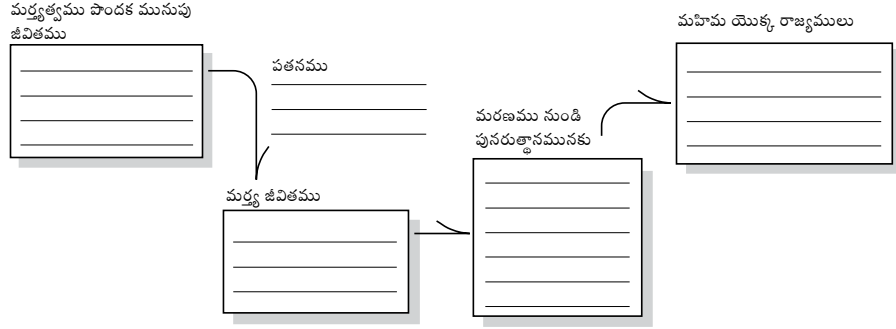 మర్త్యత్వము పొందక మునుపు
జీవితము
పతనము
మర్త్య జీవితము
మరణము నుండి
పునరుత్థానమునకు
మహిమ యొక్క రాజ్యములు